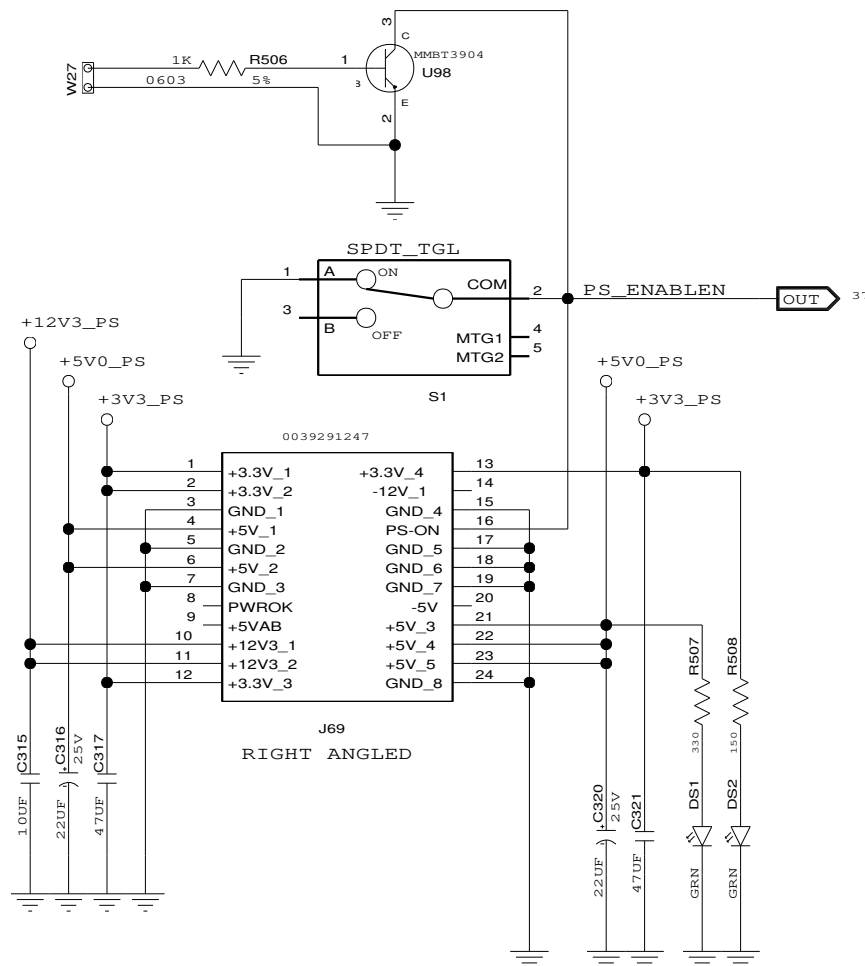 3
C
W27
1K
R506
1
MMBT3904
U98
0603
5%
B
E
2
SPDT_TGL
1
A
ON
COM
2
PS_ENABLEN
OUT
37
3
B
OFF
MTG1
4
MTG2
5
S1
+12V3_PS
+5V0_PS
+3V3_PS
+5V0_PS
+3V3_PS
0039291247
1
+3.3V_1
+3.3V_4
13
2
+3.3V_2
-12V_1
14
3
GND_1
GND_4
15
4
+5V_1
PS-ON
16
5
GND_2
GND_5
17
6
+5V_2
GND_6
18
7
GND_3
GND_7
19
8
PWROK
-5V
20
9
+5VAB
+5V_3
21
10
+12V3_1
+5V_4
22
11
+12V3_2
+5V_5
23
12
+3.3V_3
GND_8
24
J69
RIGHT ANGLED
C315
10UF
C316
25V
22UF
C317
47UF
C320
25V
22UF
C321
47UF
R507
330
R508
150
DS1
GRN
DS2
GRN